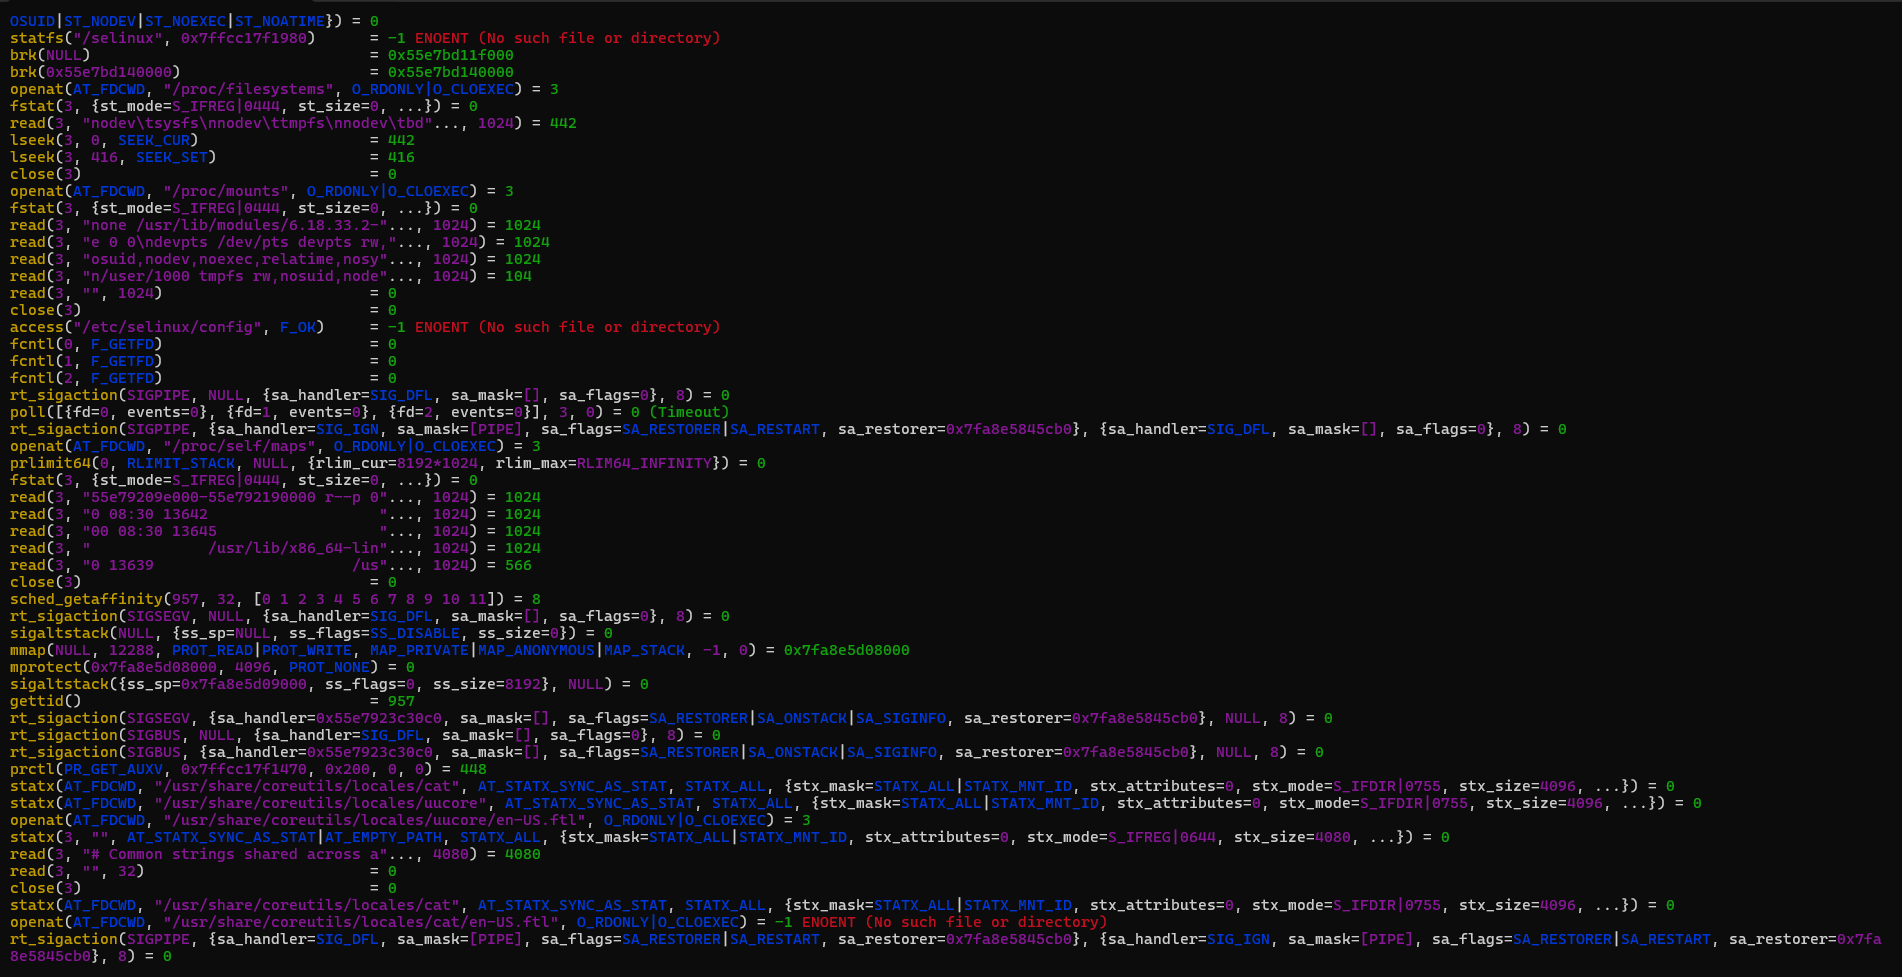 OSUID|ST_NODEV|ST_NOEXEC|ST_NOATIME}) = 0
statfs("/selinux", 0x7ffcc17f1980)      = -1 ENOENT (No such file or directory)
brk(NULL)                               = 0x55e7bd11f000
brk(0x55e7bd140000)                     = 0x55e7bd140000
openat(AT_FDCWD, "/proc/filesystems", O_RDONLY|O_CLOEXEC) = 3
fstat(3, {st_mode=S_IFREG|0444, st_size=0, ...}) = 0
read(3, "nodev\tsysfs\nnodev\ttmpfs\nnodev\tbd"..., 1024) = 442
lseek(3, 0, SEEK_CUR)                   = 442
lseek(3, 416, SEEK_SET)                 = 416
close(3)                                = 0
openat(AT_FDCWD, "/proc/mounts", O_RDONLY|O_CLOEXEC) = 3
fstat(3, {st_mode=S_IFREG|0444, st_size=0, ...}) = 0
read(3, "none /usr/lib/modules/6.18.33.2-"..., 1024) = 1024
read(3, "e 0 0\ndevpts /dev/pts devpts rw,"..., 1024) = 1024
read(3, "osuid,nodev,noexec,relatime,nosy"..., 1024) = 1024
read(3, "n/user/1000 tmpfs rw,nosuid,node"..., 1024) = 104
read(3, "", 1024)                       = 0
close(3)                                = 0
access("/etc/selinux/config", F_OK)     = -1 ENOENT (No such file or directory)
fcntl(0, F_GETFD)                       = 0
fcntl(1, F_GETFD)                       = 0
fcntl(2, F_GETFD)                       = 0
rt_sigaction(SIGPIPE, NULL, {sa_handler=SIG_DFL, sa_mask=[], sa_flags=0}, 8) = 0
poll([{fd=0, events=0}, {fd=1, events=0}, {fd=2, events=0}], 3, 0) = 0 (Timeout)
rt_sigaction(SIGPIPE, {sa_handler=SIG_IGN, sa_mask=[PIPE], sa_flags=SA_RESTORER|SA_RESTART, sa_restorer=0x7fa8e5845cb0}, {sa_handler=SIG_DFL, sa_mask=[], sa_flags=0}, 8) = 0
openat(AT_FDCWD, "/proc/self/maps", O_RDONLY|O_CLOEXEC) = 3
prlimit64(0, RLIMIT_STACK, NULL, {rlim_cur=8192*1024, rlim_max=RLIM64_INFINITY}) = 0
fstat(3, {st_mode=S_IFREG|0444, st_size=0, ...}) = 0
read(3, "55e79209e000-55e792190000 r--p 0"..., 1024) = 1024
read(3, "0 08:30 13642                   "..., 1024) = 1024
read(3, "00 08:30 13645                  "..., 1024) = 1024
read(3, "             /usr/lib/x86_64-lin"..., 1024) = 1024
read(3, "0 13639                      /us"..., 1024) = 566
close(3)                                = 0
sched_getaffinity(957, 32, [0 1 2 3 4 5 6 7 8 9 10 11]) = 8
rt_sigaction(SIGSEGV, NULL, {sa_handler=SIG_DFL, sa_mask=[], sa_flags=0}, 8) = 0
sigaltstack(NULL, {ss_sp=NULL, ss_flags=SS_DISABLE, ss_size=0}) = 0
mmap(NULL, 12288, PROT_READ|PROT_WRITE, MAP_PRIVATE|MAP_ANONYMOUS|MAP_STACK, -1, 0) = 0x7fa8e5d08000
mprotect(0x7fa8e5d08000, 4096, PROT_NONE) = 0
sigaltstack({ss_sp=0x7fa8e5d09000, ss_flags=0, ss_size=8192}, NULL) = 0
gettid()                                = 957
rt_sigaction(SIGSEGV, {sa_handler=0x55e7923c30c0, sa_mask=[], sa_flags=SA_RESTORER|SA_ONSTACK|SA_SIGINFO, sa_restorer=0x7fa8e5845cb0}, NULL, 8) = 0
rt_sigaction(SIGBUS, NULL, {sa_handler=SIG_DFL, sa_mask=[], sa_flags=0}, 8) = 0
rt_sigaction(SIGBUS, {sa_handler=0x55e7923c30c0, sa_mask=[], sa_flags=SA_RESTORER|SA_ONSTACK|SA_SIGINFO, sa_restorer=0x7fa8e5845cb0}, NULL, 8) = 0
prctl(PR_GET_AUXV, 0x7ffcc17f1470, 0x200, 0, 0) = 448
statx(AT_FDCWD, "/usr/share/coreutils/locales/cat", AT_STATX_SYNC_AS_STAT, STATX_ALL, {stx_mask=STATX_ALL|STATX_MNT_ID, stx_attributes=0, stx_mode=S_IFDIR|0755, stx_size=4096, ...}) = 0
statx(AT_FDCWD, "/usr/share/coreutils/locales/uucore", AT_STATX_SYNC_AS_STAT, STATX_ALL, {stx_mask=STATX_ALL|STATX_MNT_ID, stx_attributes=0, stx_mode=S_IFDIR|0755, stx_size=4096, ...}) = 0
openat(AT_FDCWD, "/usr/share/coreutils/locales/uucore/en-US.ftl", O_RDONLY|O_CLOEXEC) = 3
statx(3, "", AT_STATX_SYNC_AS_STAT|AT_EMPTY_PATH, STATX_ALL, {stx_mask=STATX_ALL|STATX_MNT_ID, stx_attributes=0, stx_mode=S_IFREG|0644, stx_size=4080, ...}) = 0
read(3, "# Common strings shared across a"..., 4080) = 4080
read(3, "", 32)                         = 0
close(3)                                = 0
statx(AT_FDCWD, "/usr/share/coreutils/locales/cat", AT_STATX_SYNC_AS_STAT, STATX_ALL, {stx_mask=STATX_ALL|STATX_MNT_ID, stx_attributes=0, stx_mode=S_IFDIR|0755, stx_size=4096, ...}) = 0
openat(AT_FDCWD, "/usr/share/coreutils/locales/cat/en-US.ftl", O_RDONLY|O_CLOEXEC) = -1 ENOENT (No such file or directory)
rt_sigaction(SIGPIPE, {sa_handler=SIG_DFL, sa_mask=[PIPE], sa_flags=SA_RESTORER|SA_RESTART, sa_restorer=0x7fa8e5845cb0}, {sa_handler=SIG_IGN, sa_mask=[PIPE], sa_flags=SA_RESTORER|SA_RESTART, sa_restorer=0x7fa
8e5845cb0}, 8) = 0